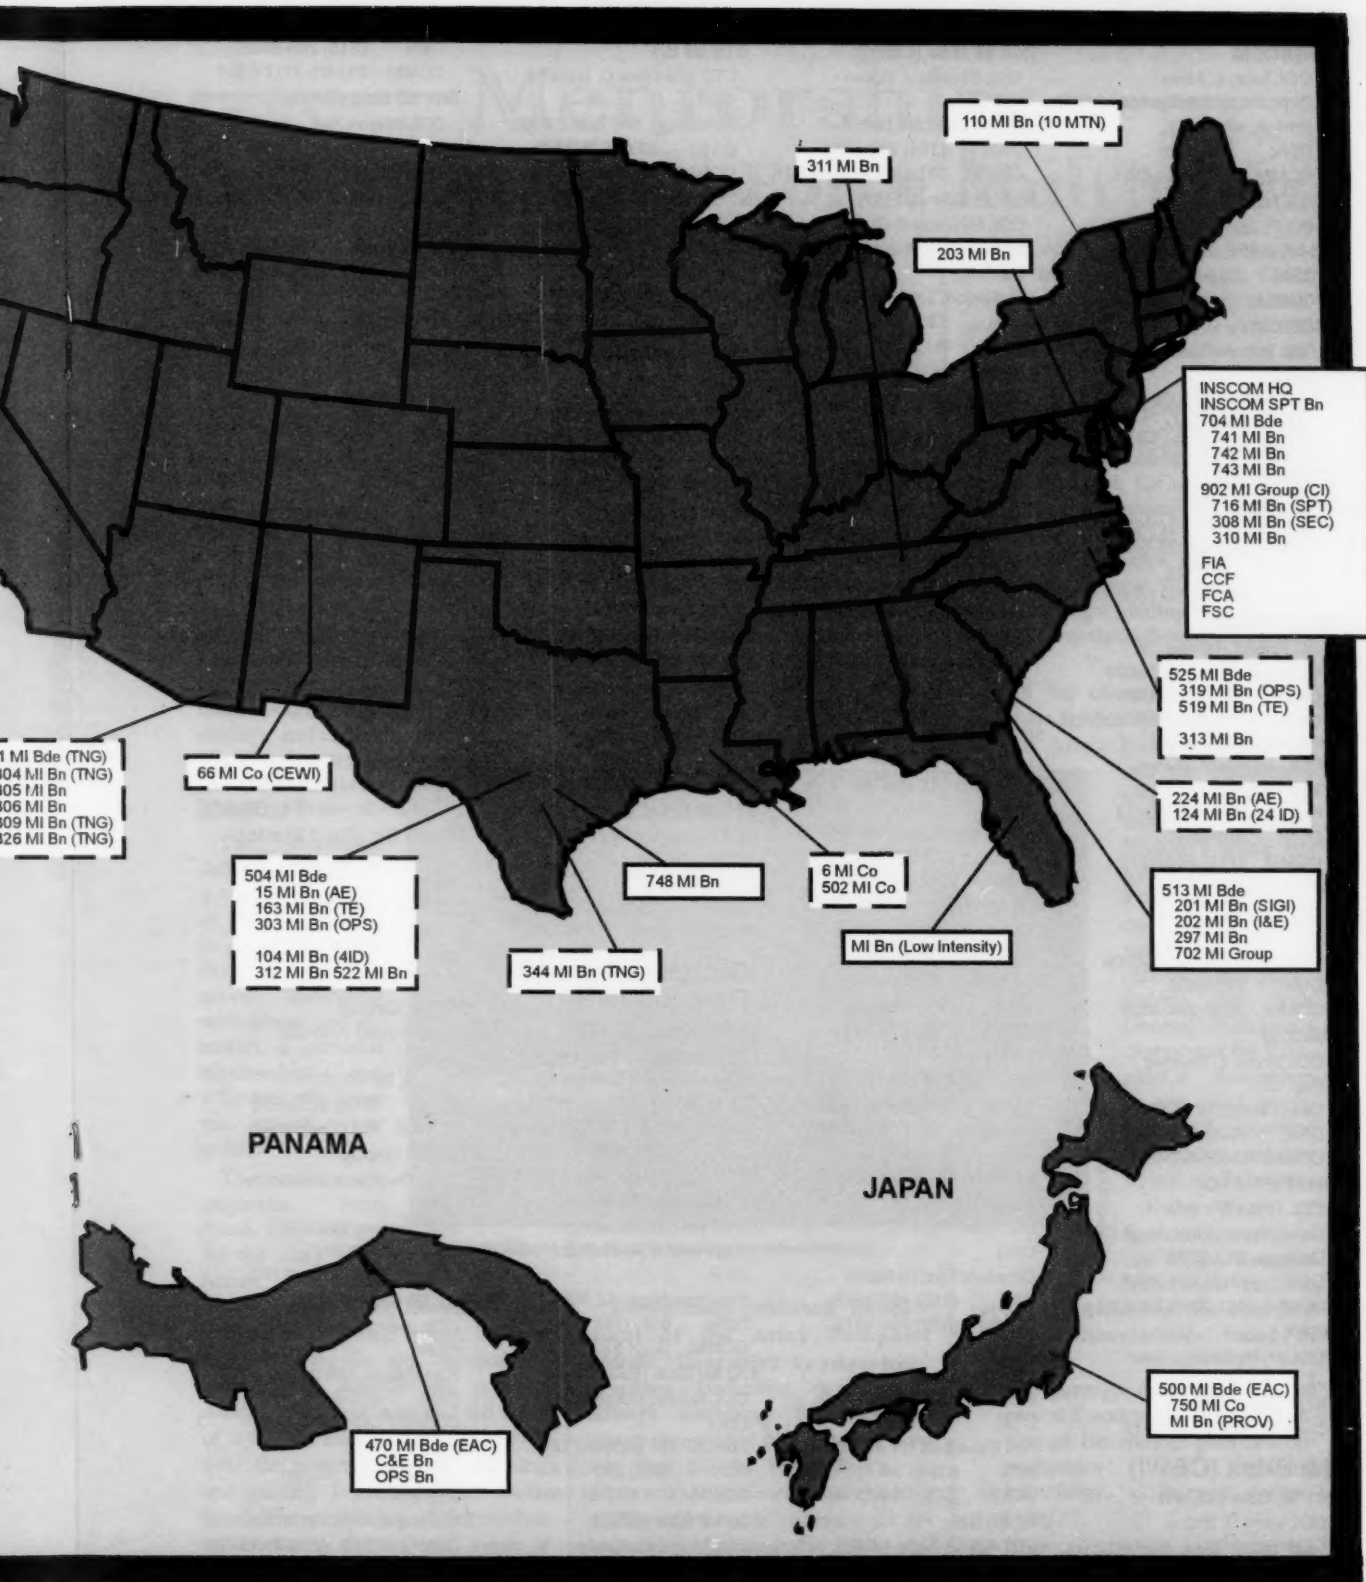 110 MI Bn (10 MTN)
311 MI Bn
203 MI Bn
INSCOM HQ
INSCOM SPT Bn
704 MI Bde
741 MI Bn
742 MI Bn
743 MI Bn
902 MI Group (CI)
716 MI Bn (SPT)
308 MI Bn (SEC)
310 MI Bn
FIA
CCF
FCA
FSC
525 MI Bde
319 MI Bn (OPS)
519 MI Bn (TE)
313 MI Bn
1 MI Bde (TNG)
304 MI Bn (TNG)
305 MI Bn
306 MI Bn
309 MI Bn (TNG)
326 MI Bn (TNG)
66 MI Co (CEWI)
224 MI Bn (AE)
124 MI Bn (24 ID)
504 MI Bde
15 MI Bn (AE)
163 MI Bn (TE)
303 MI Bn (OPS)
104 MI Bn (4ID)
312 MI Bn 522 MI Bn
748 MI Bn
6 MI Co
502 MI Co
513 MI Bde
201 MI Bn (SIGI)
202 MI Bn (I&E)
297 MI Bn
702 MI Group
MI Bn (Low Intensity)
344 MI Bn (TNG)
PANAMA
JAPAN
470 MI Bde (EAC)
C&E Bn
OPS Bn
500 MI Bde (EAC)
750 MI Co
MI Bn (PROV)